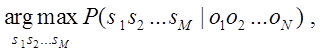 arg max P(s₁s₂...s_M | o₁o₂...o_N) ,
s₁s₂...s_M